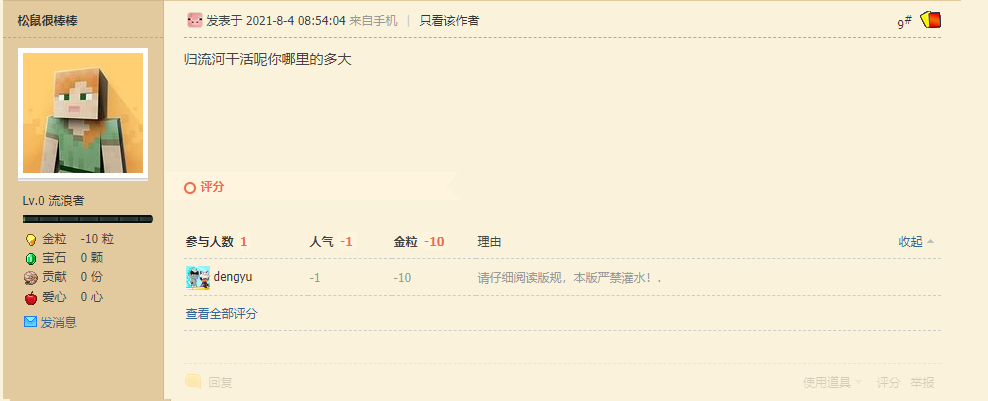 松鼠很棒棒
发表于 2021-8-4 08:54:04 来自手机 | 只看该作者
9#
归流河干活呢你哪里的多大
Lv.0 流浪者
金粒 -10 粒
宝石 0 颗
贡献 0 份
爱心 0 心
发消息
评分
参与人数 1 人气 -1 金粒 -10 理由 收起
dengyu -1 -10 请仔细阅读版规，本版严禁灌水！.
查看全部评分
回复 使用道具 评分 举报